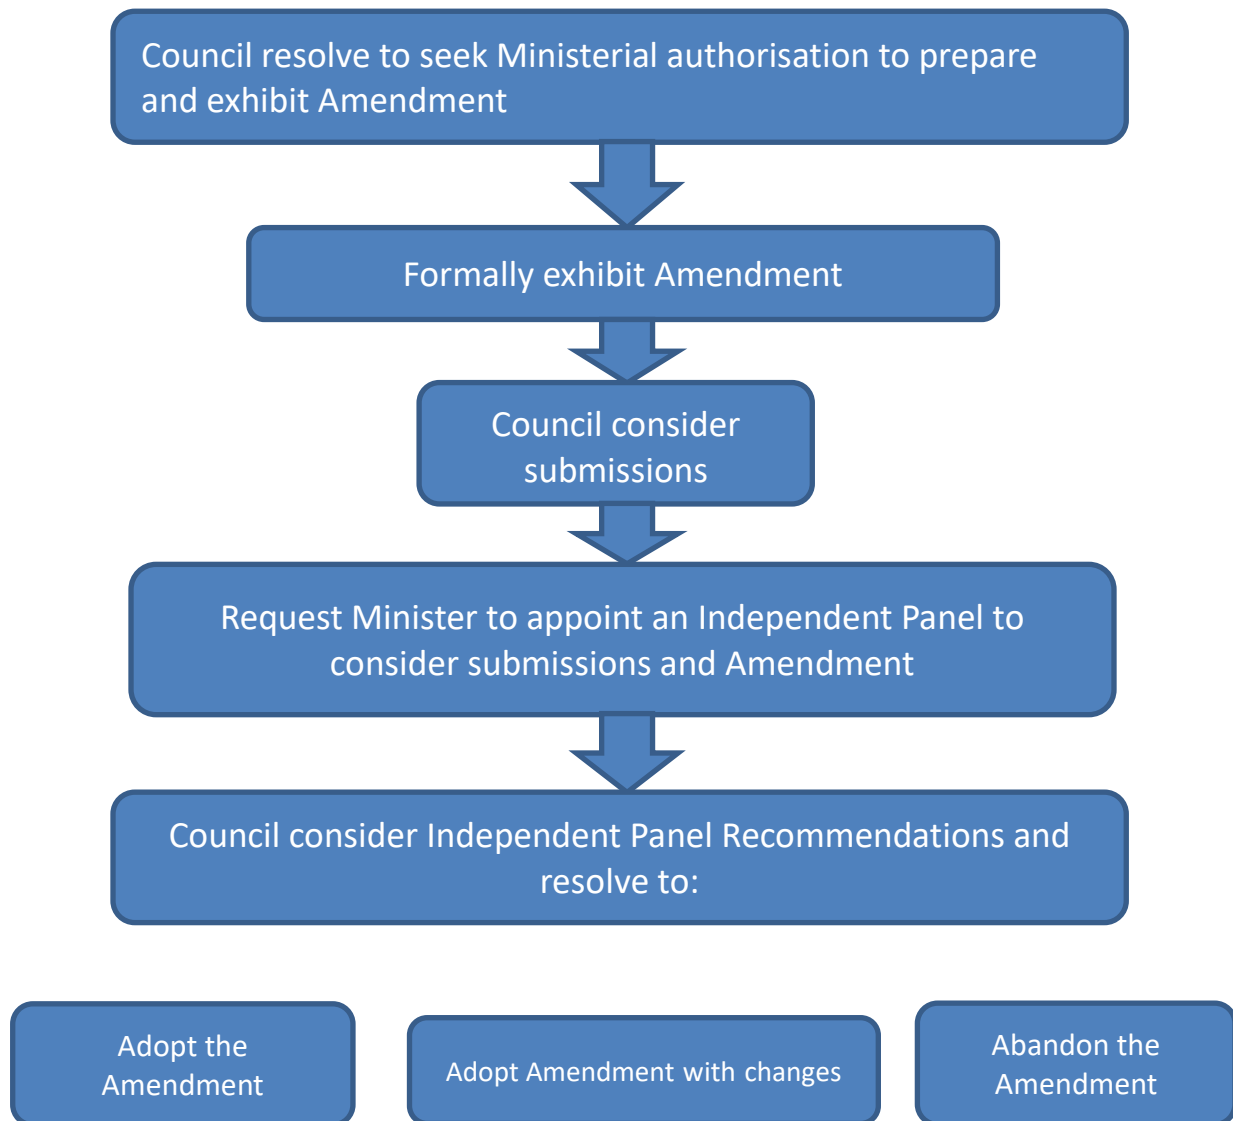 Council resolve to seek Ministerial authorisation to prepare
and exhibit Amendment
Formally exhibit Amendment
Council consider
submissions
Request Minister to appoint an Independent Panel to
consider submissions and Amendment
Council consider Independent Panel Recommendations and
resolve to:
Adopt the
Amendment
Adopt Amendment with changes
Abandon the
Amendment